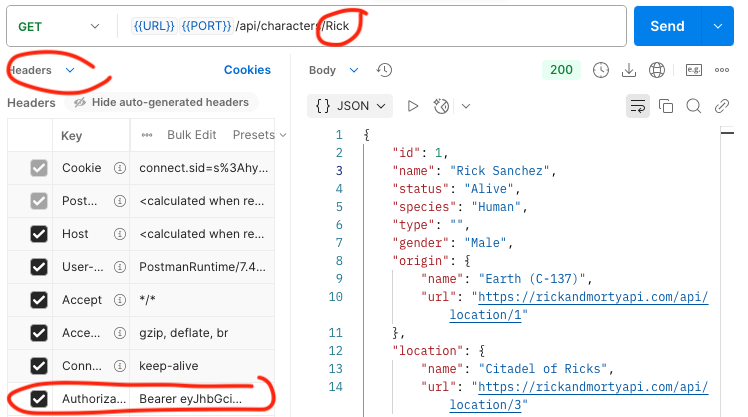 GET {{URL}} {{PORT}} /api/characters/Rick Send
Headers Cookies
Headers Hide auto-generated headers
Key Bulk Edit Presets
Cookie connect.sid=s%3Ahy...
Post... <calculated when re...
Host <calculated when re...
User-... PostmanRuntime/7.4...
Accept */*
Acce... gzip, deflate, br
Conn... keep-alive
Authoriza... Bearer eyJhbGci...
Body 200 e.g.
{} JSON
1 {
2 "id": 1,
3 "name": "Rick Sanchez",
4 "status": "Alive",
5 "species": "Human",
6 "type": "",
7 "gender": "Male",
8 "origin": {
9 "name": "Earth (C-137)",
10 "url": "https://rickandmortyapi.com/api/
location/1"
11 },
12 "location": {
13 "name": "Citadel of Ricks",
14 "url": "https://rickandmortyapi.com/api/
location/3"